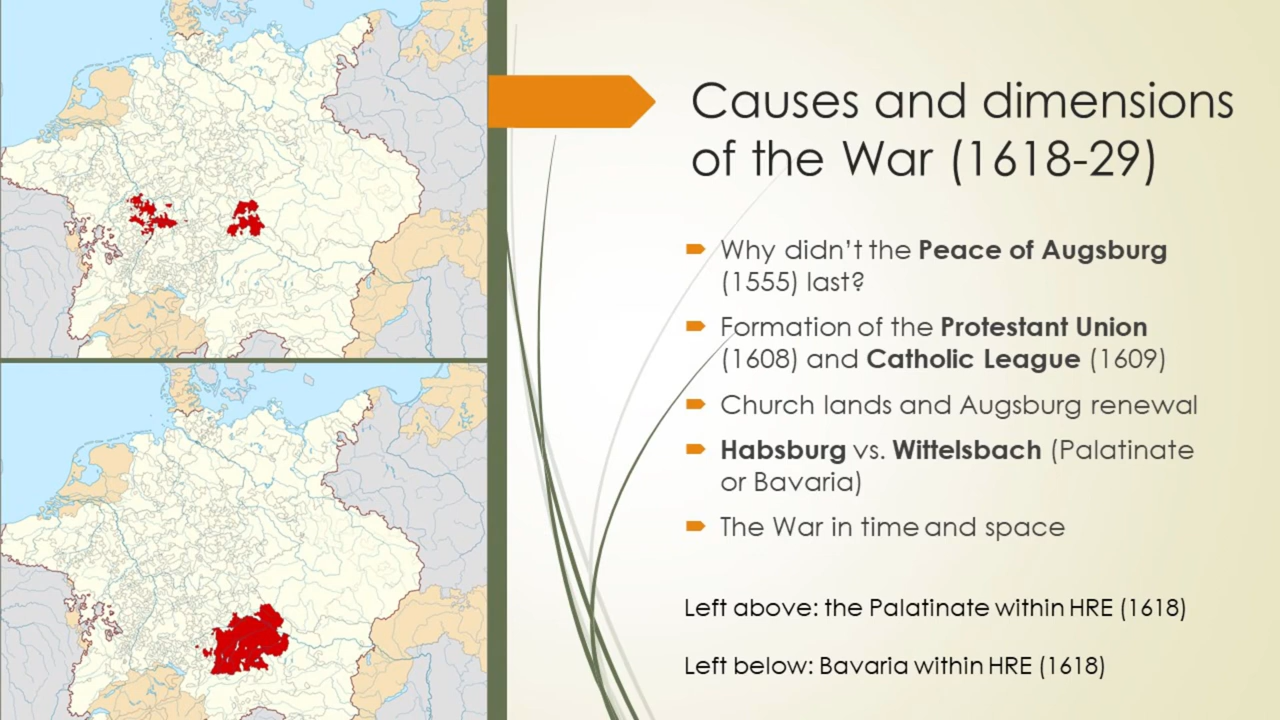 Causes and dimensions
of the War (1618-29)
Why didn't the Peace of Augsburg
(1555) last?
Formation of the Protestant Union
(1608) and Catholic League (1609)
Church lands and Augsburg renewal
Habsburg vs. Wittelsbach (Palatinate
or Bavaria)
The War in time and space
Left above: the Palatinate within HRE (1618)
Left below: Bavaria within HRE (1618)